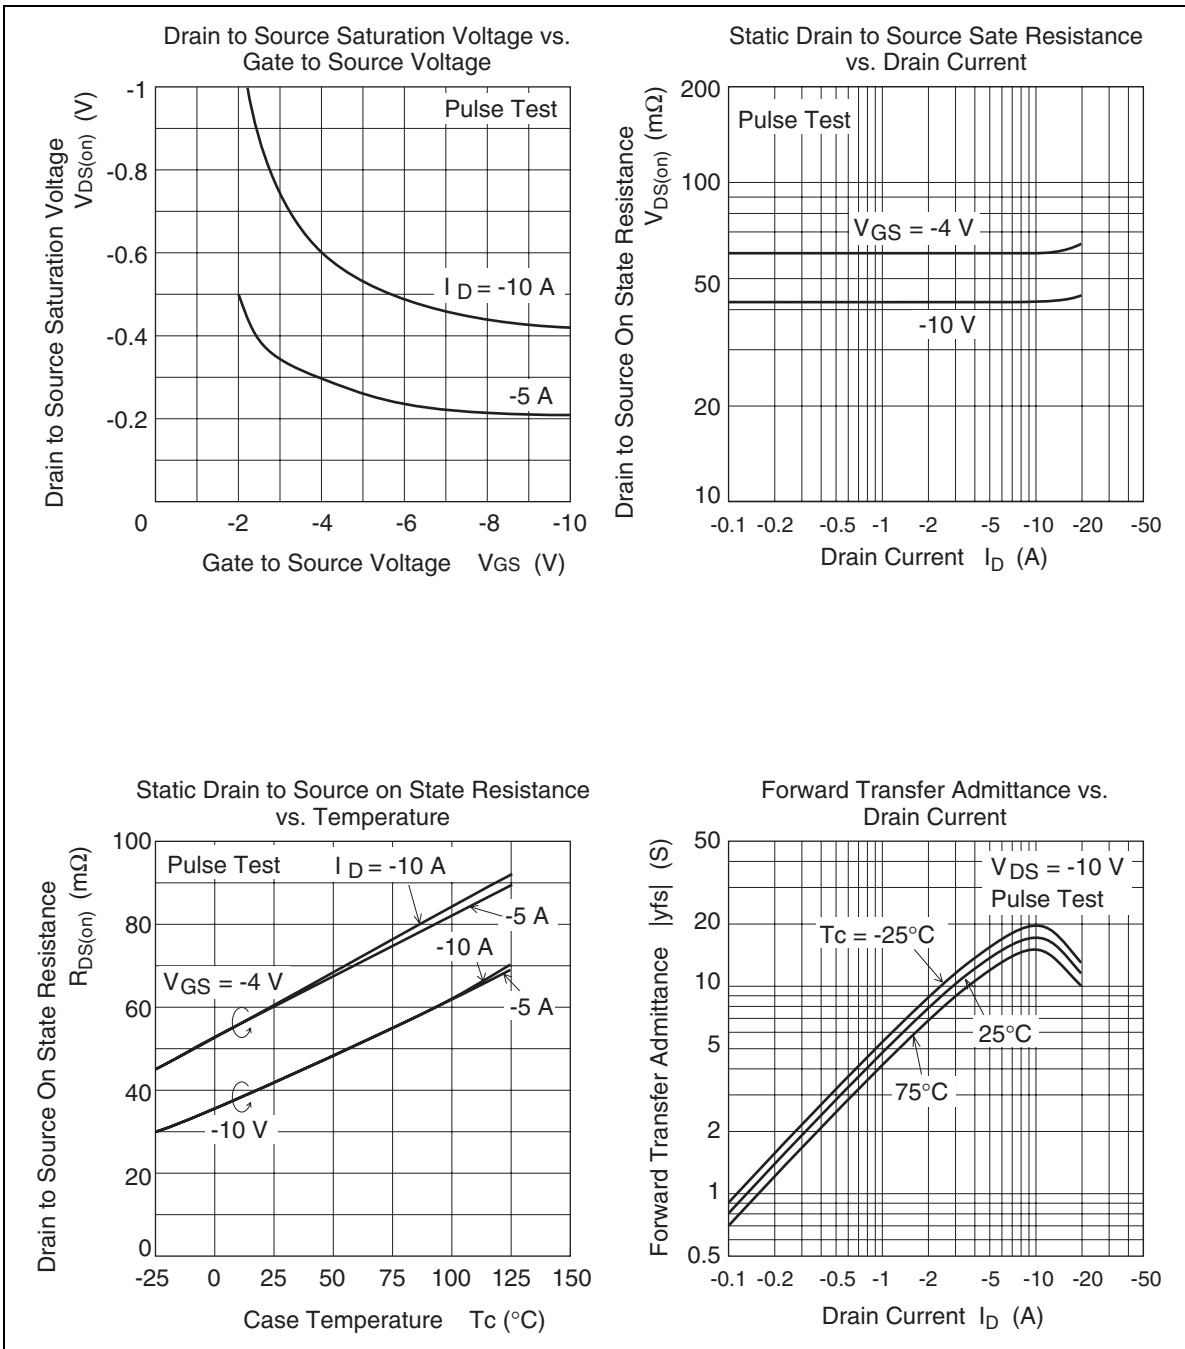 Drain to Source Saturation Voltage vs.
Gate to Source Voltage
Drain to Source Saturation Voltage
VDS(on) (V)
-1
-0.8
-0.6
-0.4
-0.2
0
-2
-4
-6
-8
-10
Pulse Test
I D = -10 A
-5 A
Gate to Source Voltage VGS (V)
Static Drain to Source Sate Resistance
vs. Drain Current
Drain to Source On State Resistance
VDS(on) (mΩ)
200
100
50
20
10
Pulse Test
VGS = -4 V
-10 V
-0.1 -0.2 -0.5 -1 -2 -5 -10 -20 -50
Drain Current ID (A)
Static Drain to Source on State Resistance
vs. Temperature
Drain to Source On State Resistance
RDS(on) (mΩ)
100
80
60
40
20
0
Pulse Test
I D = -10 A
-5 A
-10 A
VGS = -4 V
-5 A
-10 V
-25 0 25 50 75 100 125 150
Case Temperature Tc (°C)
Forward Transfer Admittance vs.
Drain Current
Forward Transfer Admittance |yfs| (S)
50
20
10
5
2
1
0.5
VDS = -10 V
Pulse Test
Tc = -25°C
25°C
75°C
-0.1 -0.2 -0.5 -1 -2 -5 -10 -20 -50
Drain Current ID (A)